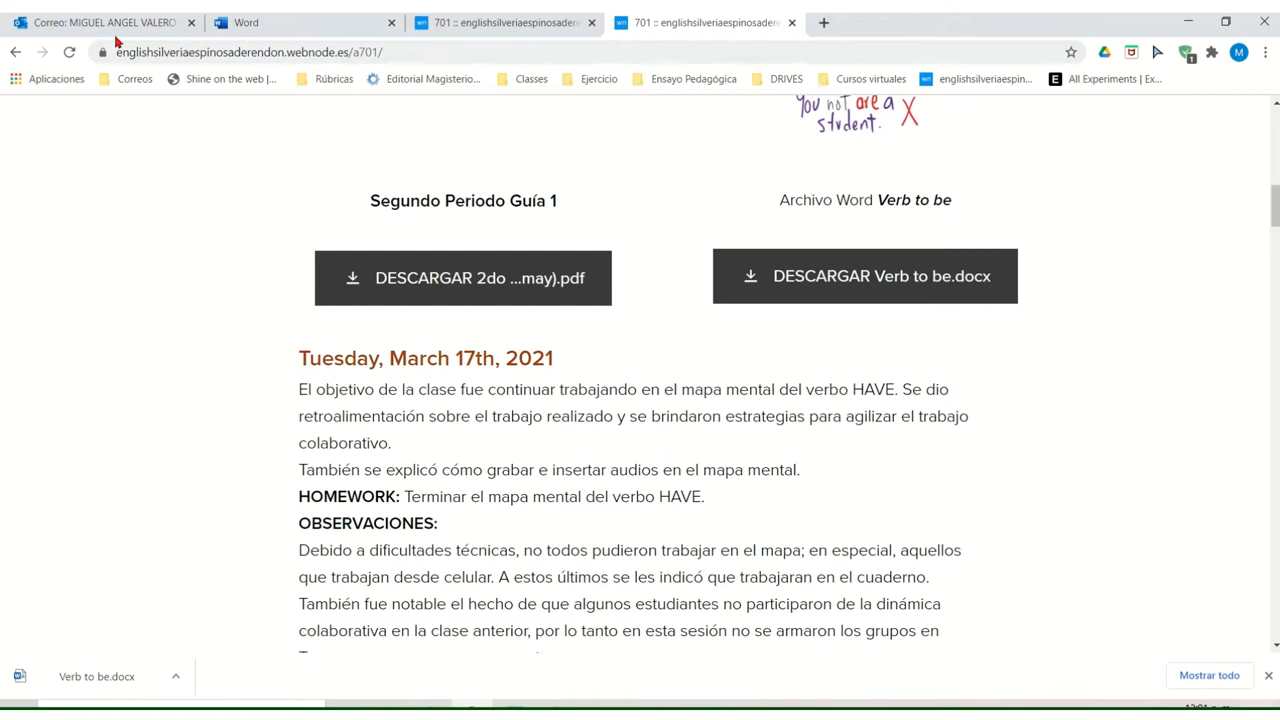 Correo: MIGUEL ANGEL VALERO
Word
701 :: englishsilveriaespinosadere
701 :: englishsilveriaespinosadere
englishsilveriaespinosaderendon.webnode.es/a701/
M
1
Aplicaciones
Correos
Shine on the web |...
Rúbricas
Editorial Magisterio...
Classes
Ejercicio
Ensayo Pedagógica
DRIVES
Cursos virtuales
wn
englishsilveriaespin...
E
All Experiments | Ex...
You not are a X
student.
Segundo Periodo Guía 1
Archivo Word Verb to be
DESCARGAR 2do ...may).pdf
DESCARGAR Verb to be.docx
Tuesday, March 17th, 2021
El objetivo de la clase fue continuar trabajando en el mapa mental del verbo HAVE. Se dio
retroalimentación sobre el trabajo realizado y se brindaron estrategias para agilizar el trabajo
colaborativo.
También se explicó cómo grabar e insertar audios en el mapa mental.
HOMEWORK: Terminar el mapa mental del verbo HAVE.
OBSERVACIONES:
Debido a dificultades técnicas, no todos pudieron trabajar en el mapa; en especial, aquellos
que trabajan desde celular. A estos últimos se les indicó que trabajaran en el cuaderno.
También fue notable el hecho de que algunos estudiantes no participaron de la dinámica
colaborativa en la clase anterior, por lo tanto en esta sesión no se armaron los grupos en
Verb to be.docx
Mostrar todo